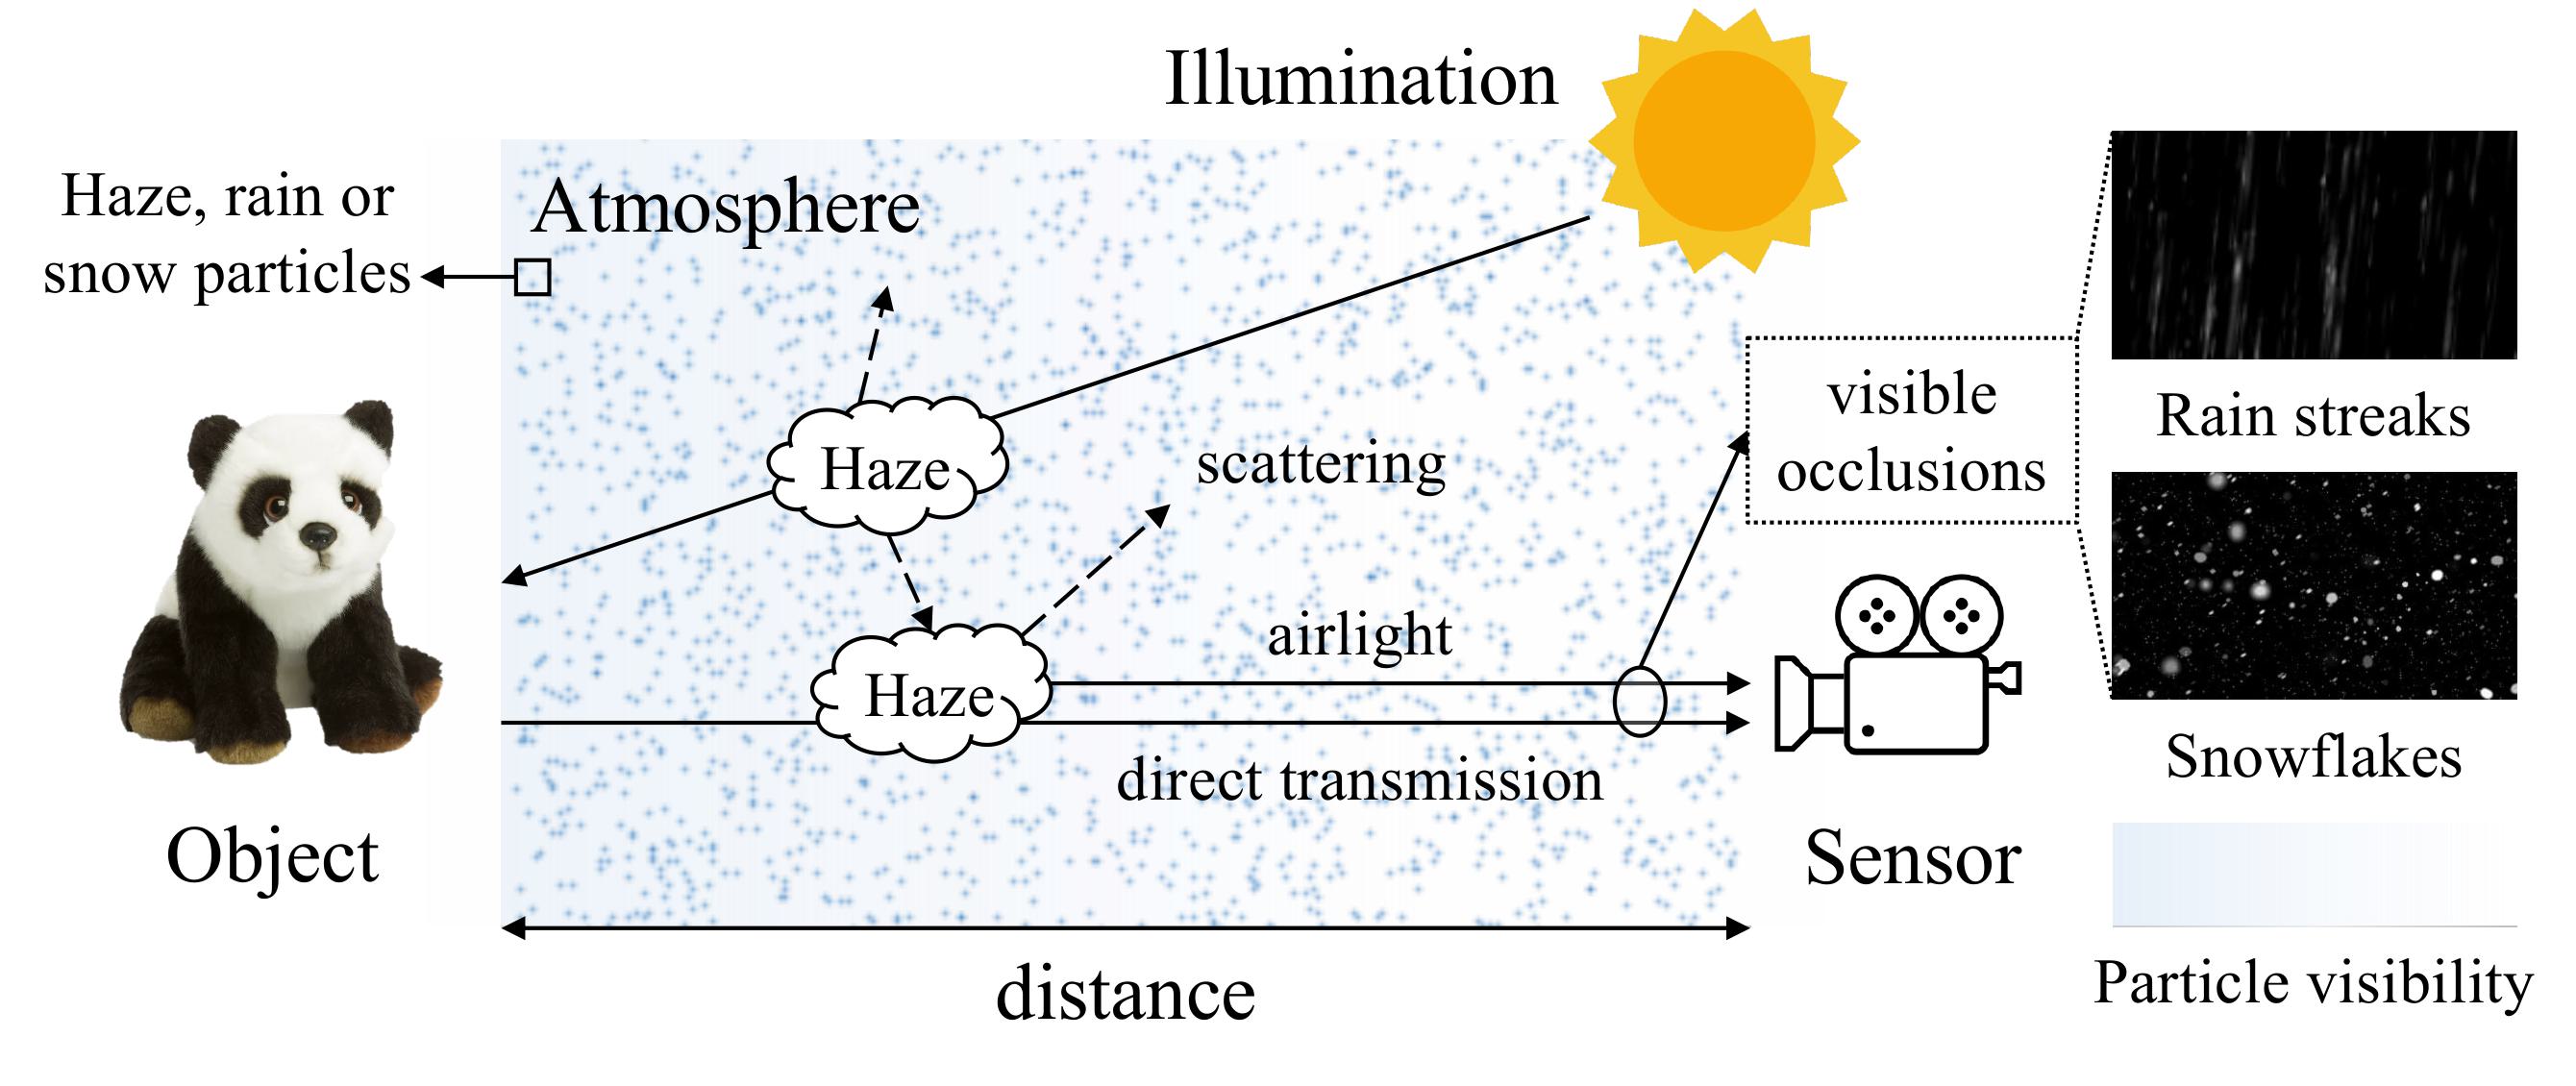 Illumination
Haze, rain or
snow particles
Atmosphere
visible
occlusions
Rain streaks
Haze
scattering
airlight
Haze
direct transmission
Snowflakes
Object
Sensor
distance
Particle visibility